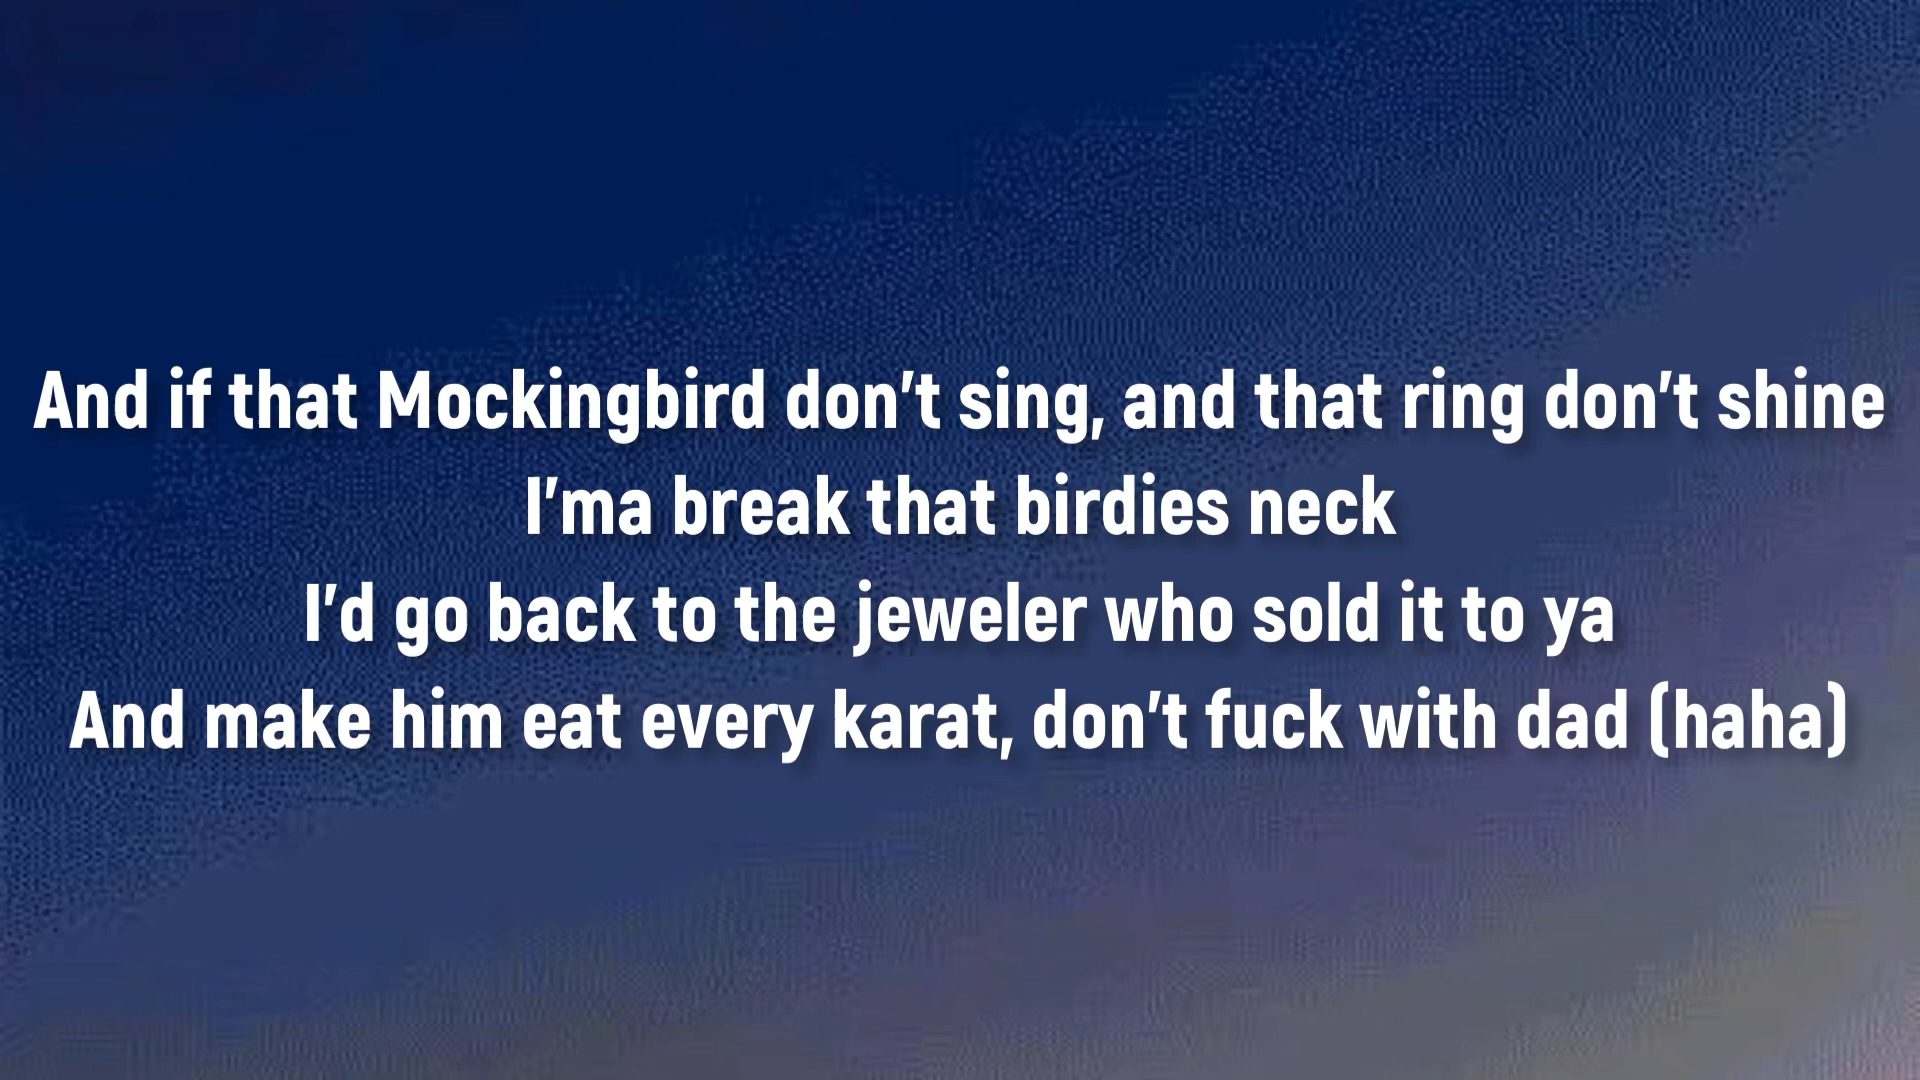 And if that Mockingbird don't sing, and that ring don't shine
I'ma break that birdies neck
I'd go back to the jeweler who sold it to ya
And make him eat every karat, don't fuck with dad (haha)